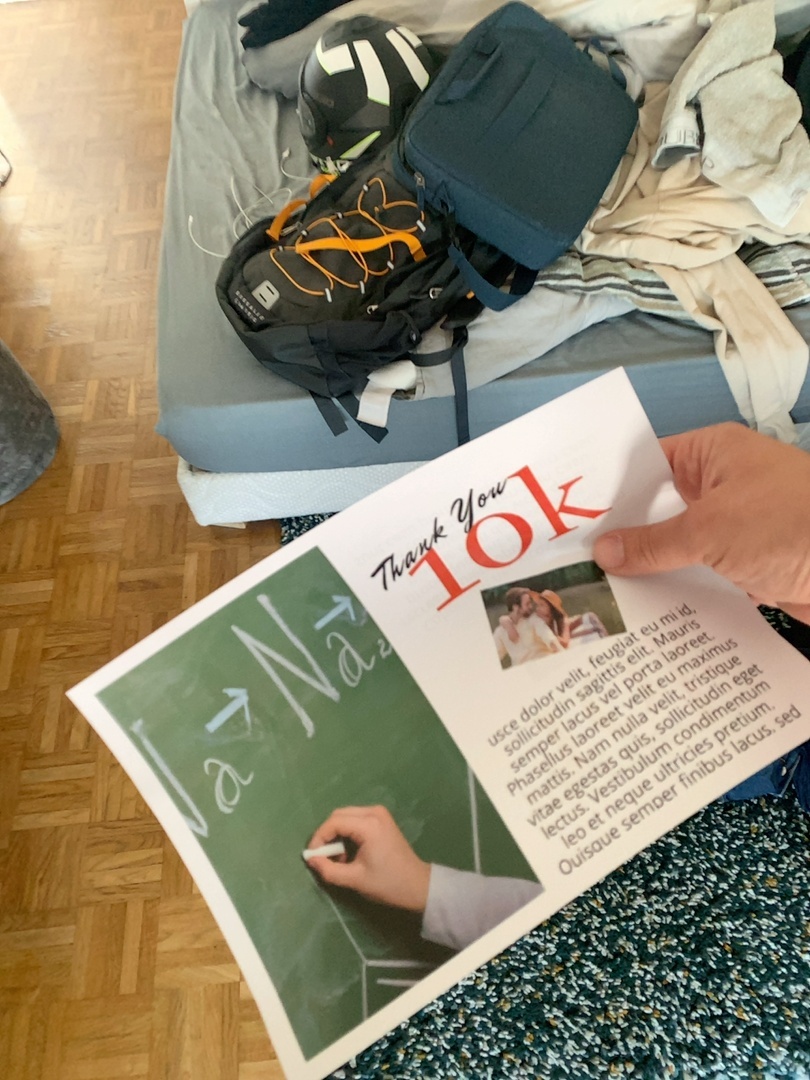 Thank You
10k
usce dolor velit, feugiat eu mi id,
sollicitudin sagittis elit. Mauris
semper lacus vel porta laoreet.
Phasellus laoreet velit eu maximus
mattis. Nam nulla velit, tristique
vitae egestas quis, sollicitudin eget
lectus. Vestibulum condimentum
leo et neque ultricies pretium.
Quisque semper finibus lacus, sed
Na → Na₂